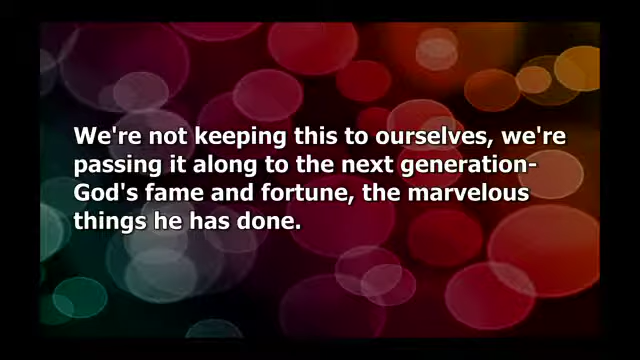 We're not keeping this to ourselves, we're
passing it along to the next generation-
God's fame and fortune, the marvelous
things he has done.